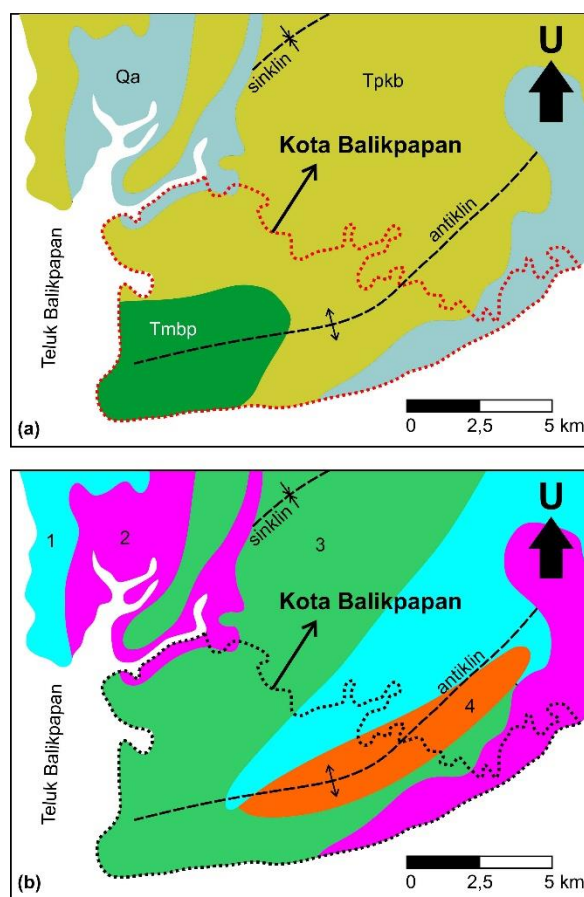 U
Qa
sinklin
Tpkb
Kota Balikpapan
antiklin
Teluk Balikpapan
Tmbp
0 2,5 5 km
(a)
U
1
2
sinklin
3
Kota Balikpapan
antiklin
4
Teluk Balikpapan
0 2,5 5 km
(b)